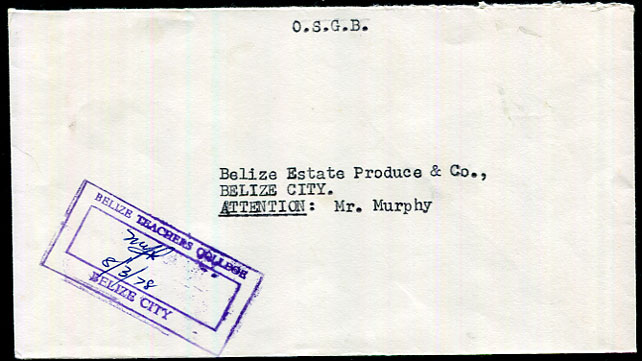 O.S.G.B.
Belize Estate Produce & Co.,
BELIZE CITY.
ATTENTION: Mr. Murphy
BELIZE TEACHERS COLLEGE
8/3/78
BELIZE CITY